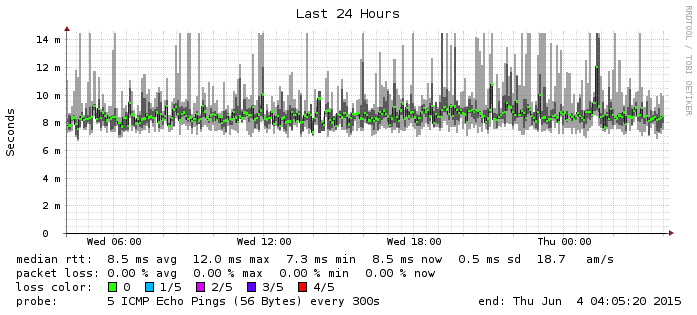 Last 24 Hours
RRDTOOL / TOBI OETIKER
Seconds
14 m
12 m
10 m
8 m
6 m
4 m
2 m
0
Wed 06:00 Wed 12:00 Wed 18:00 Thu 00:00
median rtt: 8.5 ms avg 12.0 ms max 7.3 ms min 8.5 ms now 0.5 ms sd 18.7 am/s
packet loss: 0.00 % avg 0.00 % max 0.00 % min 0.00 % now
loss color: 0 1/5 2/5 3/5 4/5
probe: 5 ICMP Echo Pings (56 Bytes) every 300s end: Thu Jun 4 04:05:20 2015